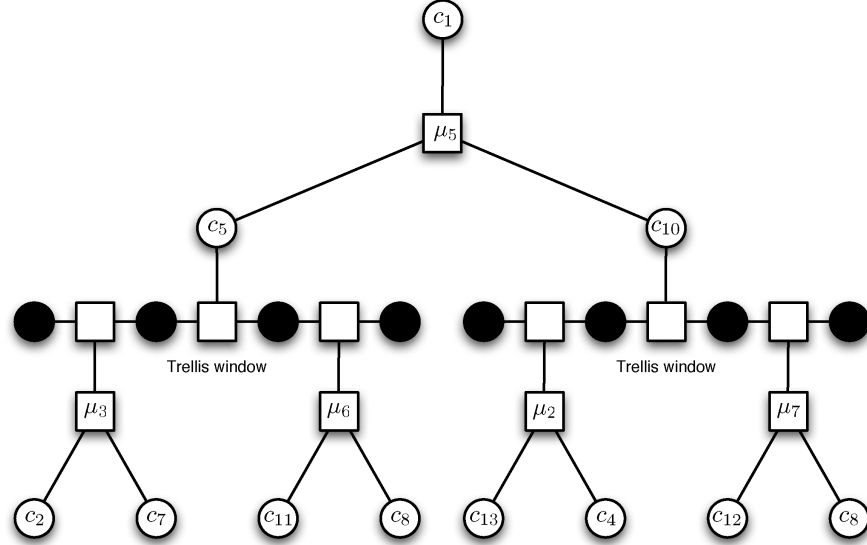 c₁
μ₅
c₅ c₁₀
Trellis window Trellis window
μ₃ μ₆ μ₂ μ₇
c₂ c₇ c₁₁ c₈ c₁₃ c₄ c₁₂ c₈